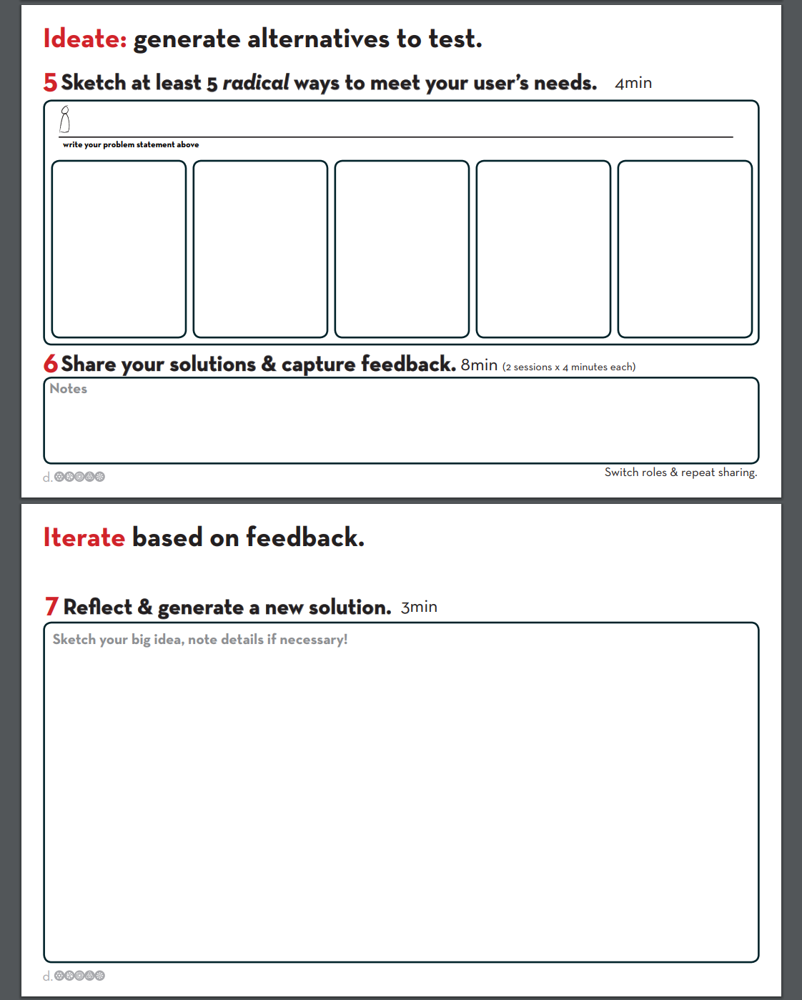 Ideate: generate alternatives to test.
5 Sketch at least 5 radical ways to meet your user's needs. 4min
write your problem statement above
6 Share your solutions & capture feedback. 8min (2 sessions x 4 minutes each)
Notes
d.
Switch roles & repeat sharing.
Iterate based on feedback.
7 Reflect & generate a new solution. 3min
Sketch your big idea, note details if necessary!
d.